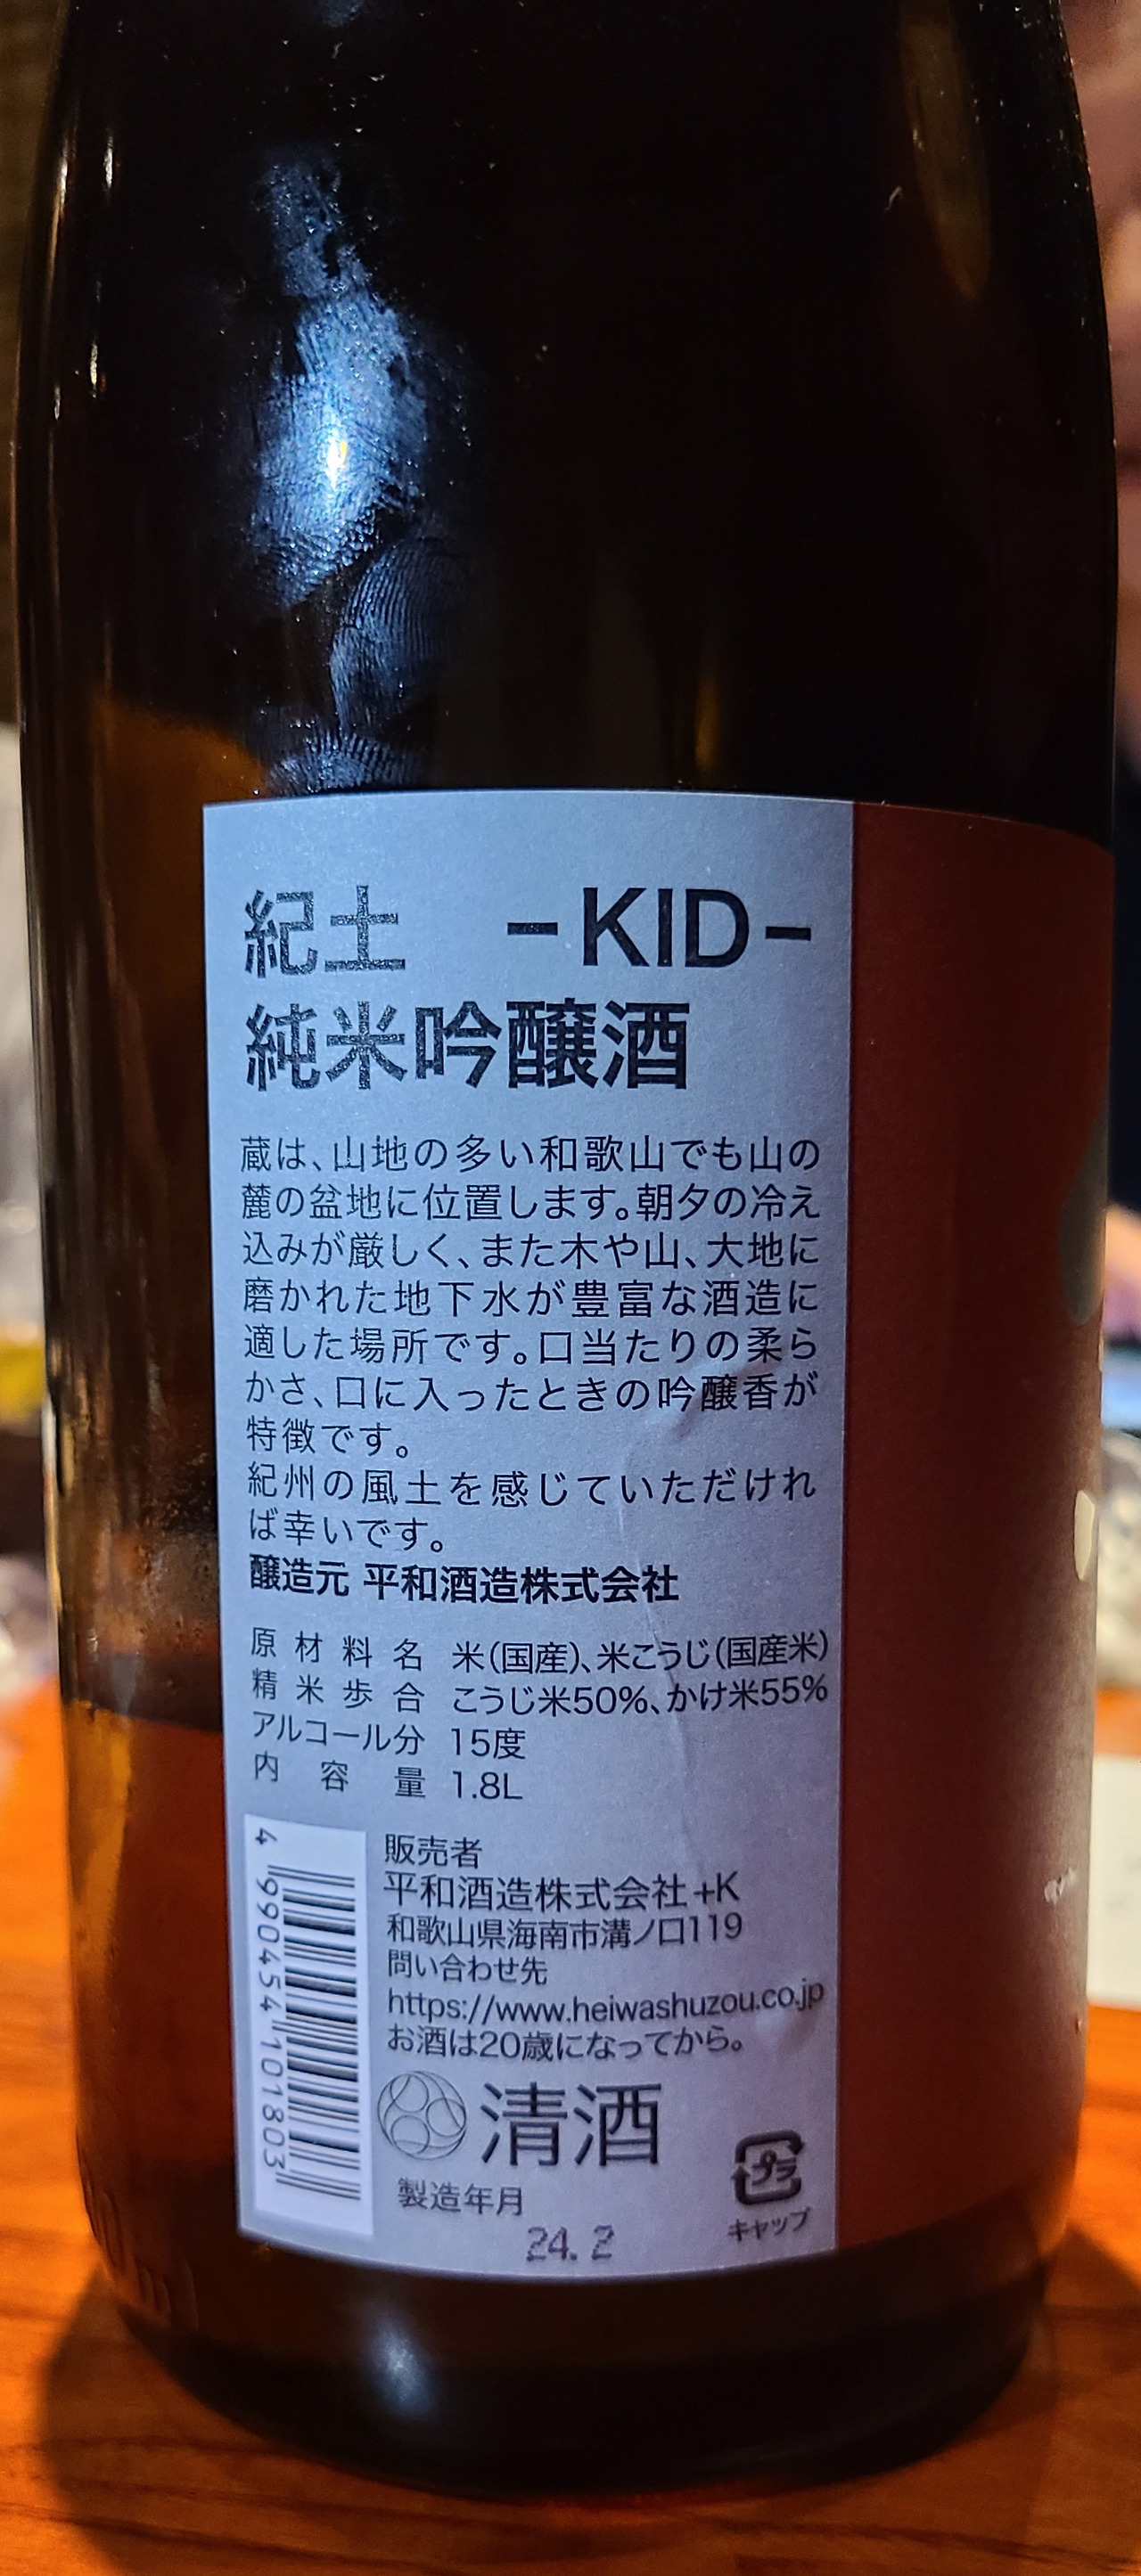 紀土 －KID－
純米吟醸酒
蔵は、山地の多い和歌山でも山の
麓の盆地に位置します。朝夕の冷え
込みが厳しく、また木や山、大地に
磨かれた地下水が豊富な酒造に
適した場所です。口当たりの柔ら
かさ、口に入ったときの吟醸香が
特徴です。
紀州の風土を感じていただけれ
ば幸いです。
醸造元 平和酒造株式会社
原材料名 米(国産)、米こうじ(国産米)
精米歩合 こうじ米50%、かけ米55%
アルコール分 15度
内容量 1.8L
販売者
平和酒造株式会社+K
和歌山県海南市溝ノ口119
問い合わせ先
https://www.heiwashuzou.co.jp
お酒は20歳になってから。
清酒
製造年月
24. 2
プラ
キャップ
4 990454 101803